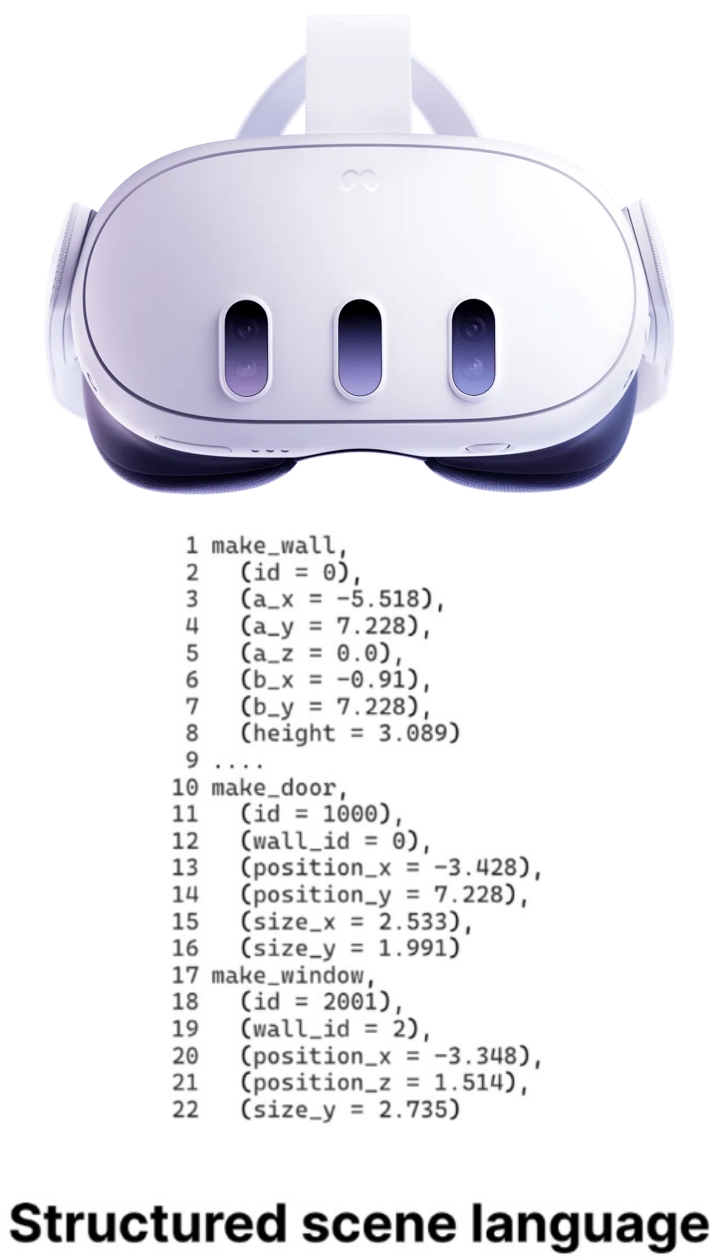 1 make_wall,
2 (id = 0),
3 (a_x = -5.518),
4 (a_y = 7.228),
5 (a_z = 0.0),
6 (b_x = -0.91),
7 (b_y = 7.228),
8 (height = 3.089)
9 ....
10 make_door,
11 (id = 1000),
12 (wall_id = 0),
13 (position_x = -3.428),
14 (position_y = 7.228),
15 (size_x = 2.533),
16 (size_y = 1.991)
17 make_window,
18 (id = 2001),
19 (wall_id = 2),
20 (position_x = -3.348),
21 (position_z = 1.514),
22 (size_y = 2.735)
Structured scene language